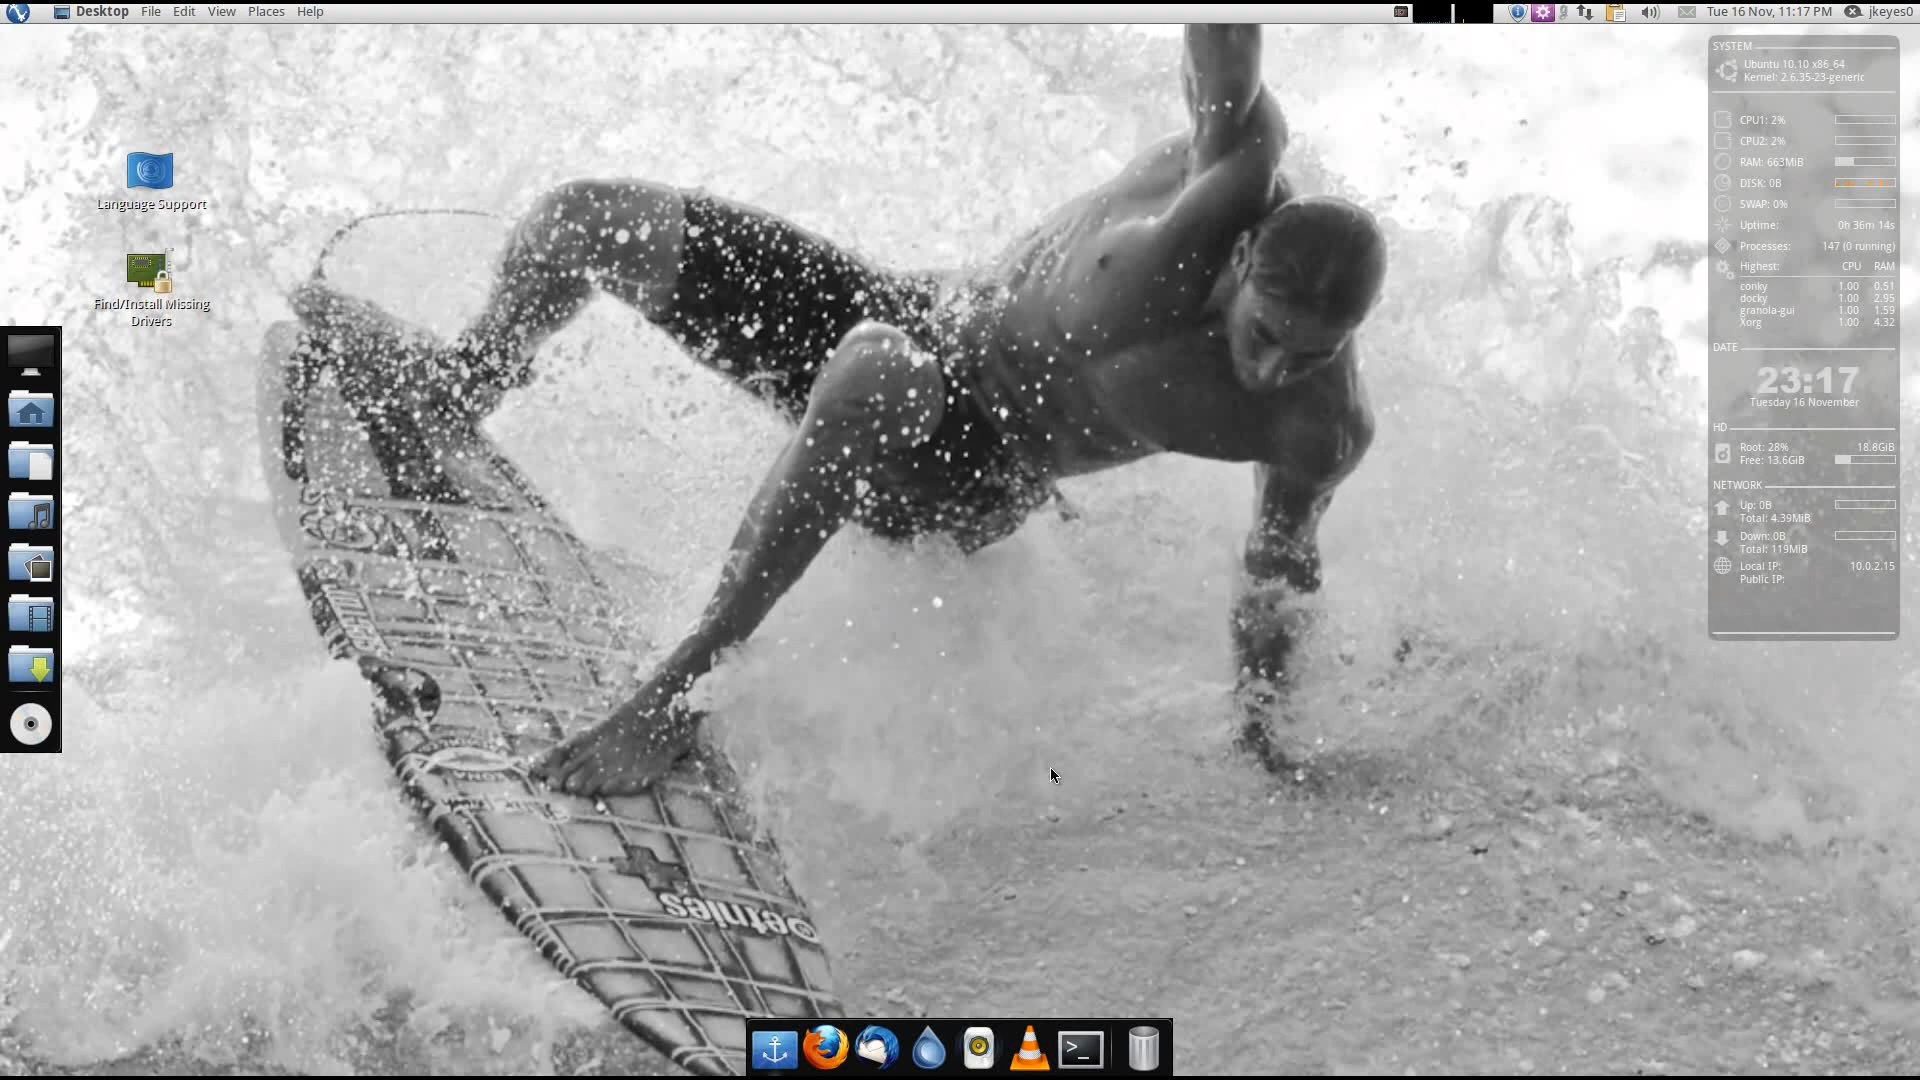 Desktop File Edit View Places Help
Tue 16 Nov, 11:17 PM jkeyes0
Language Support
Find/Install Missing
Drivers
SYSTEM
Ubuntu 10.10 x86_64
Kernel: 2.6.35-23-generic
CPU1: 2%
CPU2: 2%
RAM: 663MiB
DISK: 0B
SWAP: 0%
Uptime: 0h 36m 14s
Processes: 147 (0 running)
Highest: CPU RAM
conky 1.00 0.51
docky 1.00 2.95
granola-gui 1.00 1.59
Xorg 1.00 4.32
DATE
23:17
Tuesday 16 November
HD
Root: 28% 18.8GiB
Free: 13.6GiB
NETWORK
Up: 0B
Total: 4.39MiB
Down: 0B
Total: 119MiB
Local IP: 10.0.2.15
Public IP:
etnies
>_